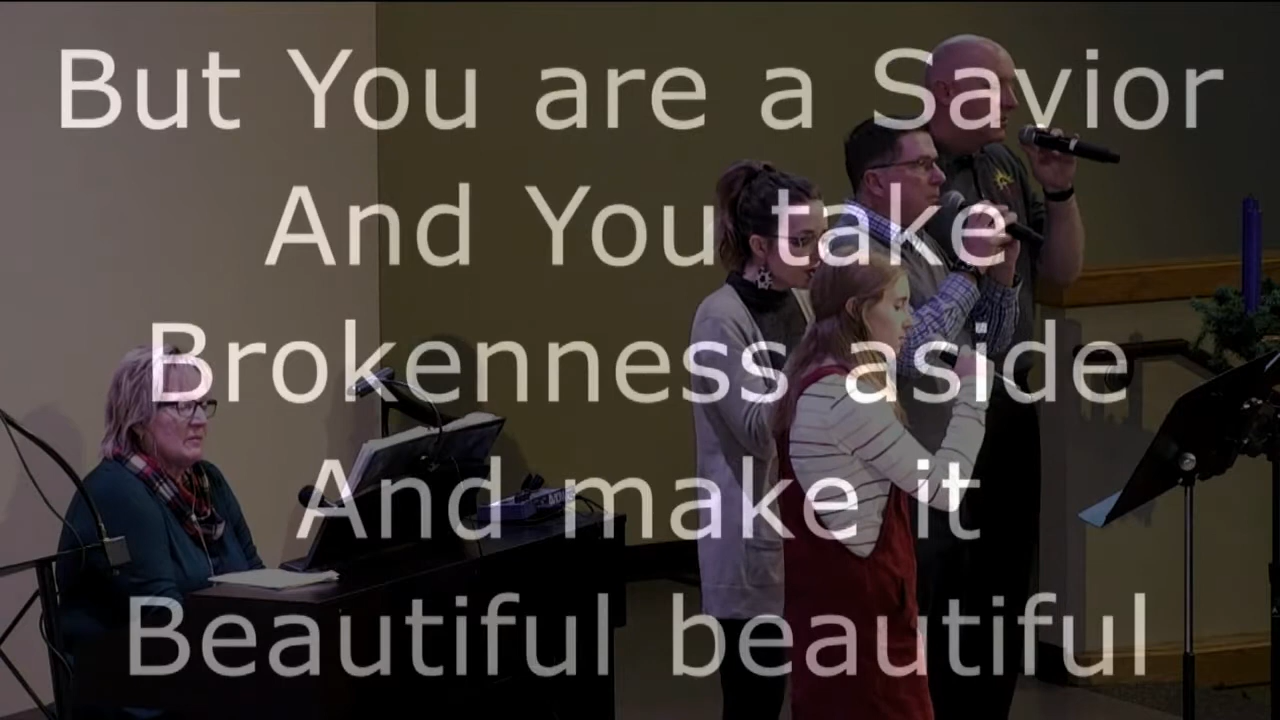 But You are a Savior
And You take
Brokenness aside
And make it
Beautiful beautiful